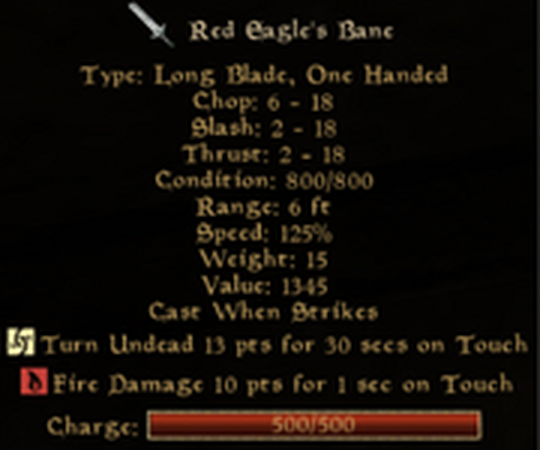 Red Eagle's Bane
Type: Long Blade, One Handed
Chop: 6 - 18
Slash: 2 - 18
Thrust: 2 - 18
Condition: 800/800
Range: 6 ft
Speed: 125%
Weight: 15
Value: 1345
Cast When Strikes
Turn Undead 13 pts for 30 secs on Touch
Fire Damage 10 pts for 1 sec on Touch
Charge: 500/500